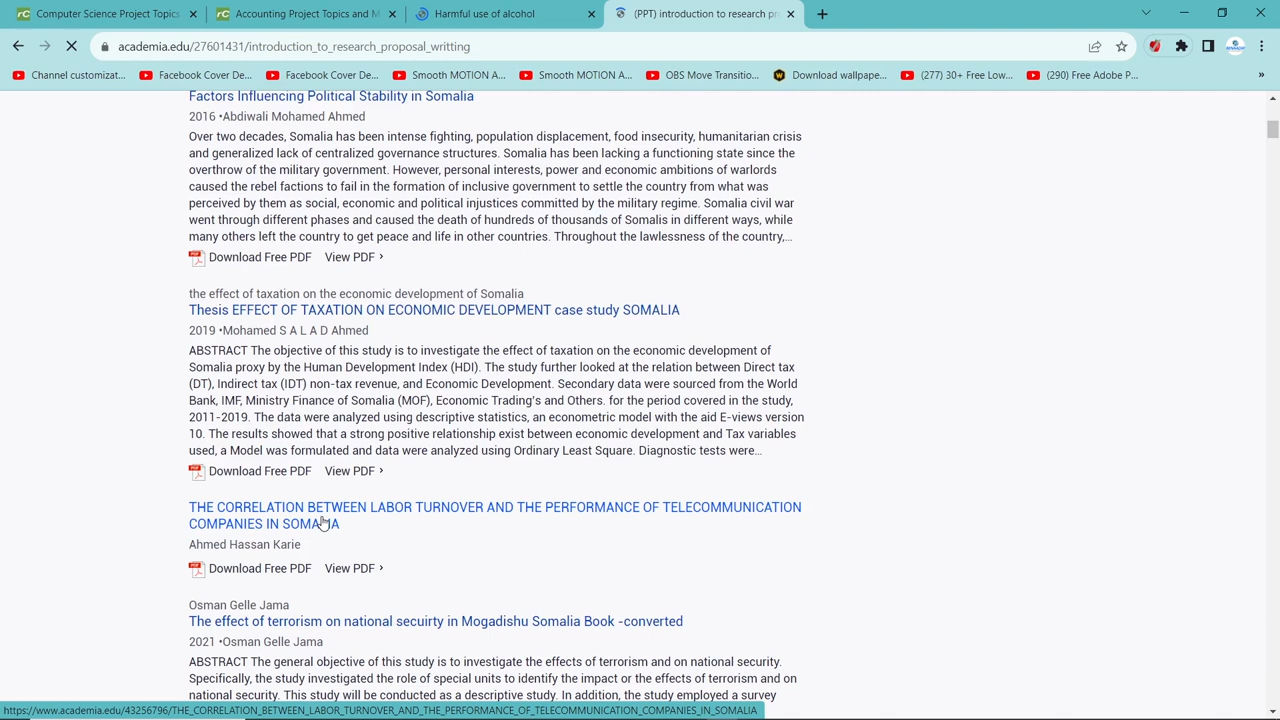 Computer Science Project Topics
Accounting Project Topics and M
Harmful use of alcohol
(PPT) introduction to research pr
academia.edu/27601431/introduction_to_research_proposal_writting
Channel customizat...
Facebook Cover De...
Facebook Cover De...
Smooth MOTION A...
Smooth MOTION A...
OBS Move Transitio...
Download wallpape...
(277) 30+ Free Low...
(290) Free Adobe P...
Factors Influencing Political Stability in Somalia
2016 •Abdiwali Mohamed Ahmed
Over two decades, Somalia has been intense fighting, population displacement, food insecurity, humanitarian crisis
and generalized lack of centralized governance structures. Somalia has been lacking a functioning state since the
overthrow of the military government. However, personal interests, power and economic ambitions of warlords
caused the rebel factions to fail in the formation of inclusive government to settle the country from what was
perceived by them as social, economic and political injustices committed by the military regime. Somalia civil war
went through different phases and caused the death of hundreds of thousands of Somalis in different ways, while
many others left the country to get peace and life in other countries. Throughout the lawlessness of the country,...
Download Free PDF View PDF
the effect of taxation on the economic development of Somalia
Thesis EFFECT OF TAXATION ON ECONOMIC DEVELOPMENT case study SOMALIA
2019 •Mohamed S A L A D Ahmed
ABSTRACT The objective of this study is to investigate the effect of taxation on the economic development of
Somalia proxy by the Human Development Index (HDI). The study further looked at the relation between Direct tax
(DT), Indirect tax (IDT) non-tax revenue, and Economic Development. Secondary data were sourced from the World
Bank, IMF, Ministry Finance of Somalia (MOF), Economic Trading's and Others. for the period covered in the study,
2011-2019. The data were analyzed using descriptive statistics, an econometric model with the aid E-views version
10. The results showed that a strong positive relationship exist between economic development and Tax variables
used, a Model was formulated and data were analyzed using Ordinary Least Square. Diagnostic tests were...
Download Free PDF View PDF
THE CORRELATION BETWEEN LABOR TURNOVER AND THE PERFORMANCE OF TELECOMMUNICATION
COMPANIES IN SOMALIA
Ahmed Hassan Karie
Download Free PDF View PDF
Osman Gelle Jama
The effect of terrorism on national secuirty in Mogadishu Somalia Book -converted
2021 •Osman Gelle Jama
ABSTRACT The general objective of this study is to investigate the effects of terrorism and on national security.
Specifically, the study investigated the role of special units to identify the impact or the effects of terrorism and on
national security. This study will be conducted as a descriptive study. In addition, the study employed a survey
https://www.academia.edu/43256796/THE_CORRELATION_BETWEEN_LABOR_TURNOVER_AND_THE_PERFORMANCE_OF_TELECOMMUNICATION_COMPANIES_IN_SOMALIA